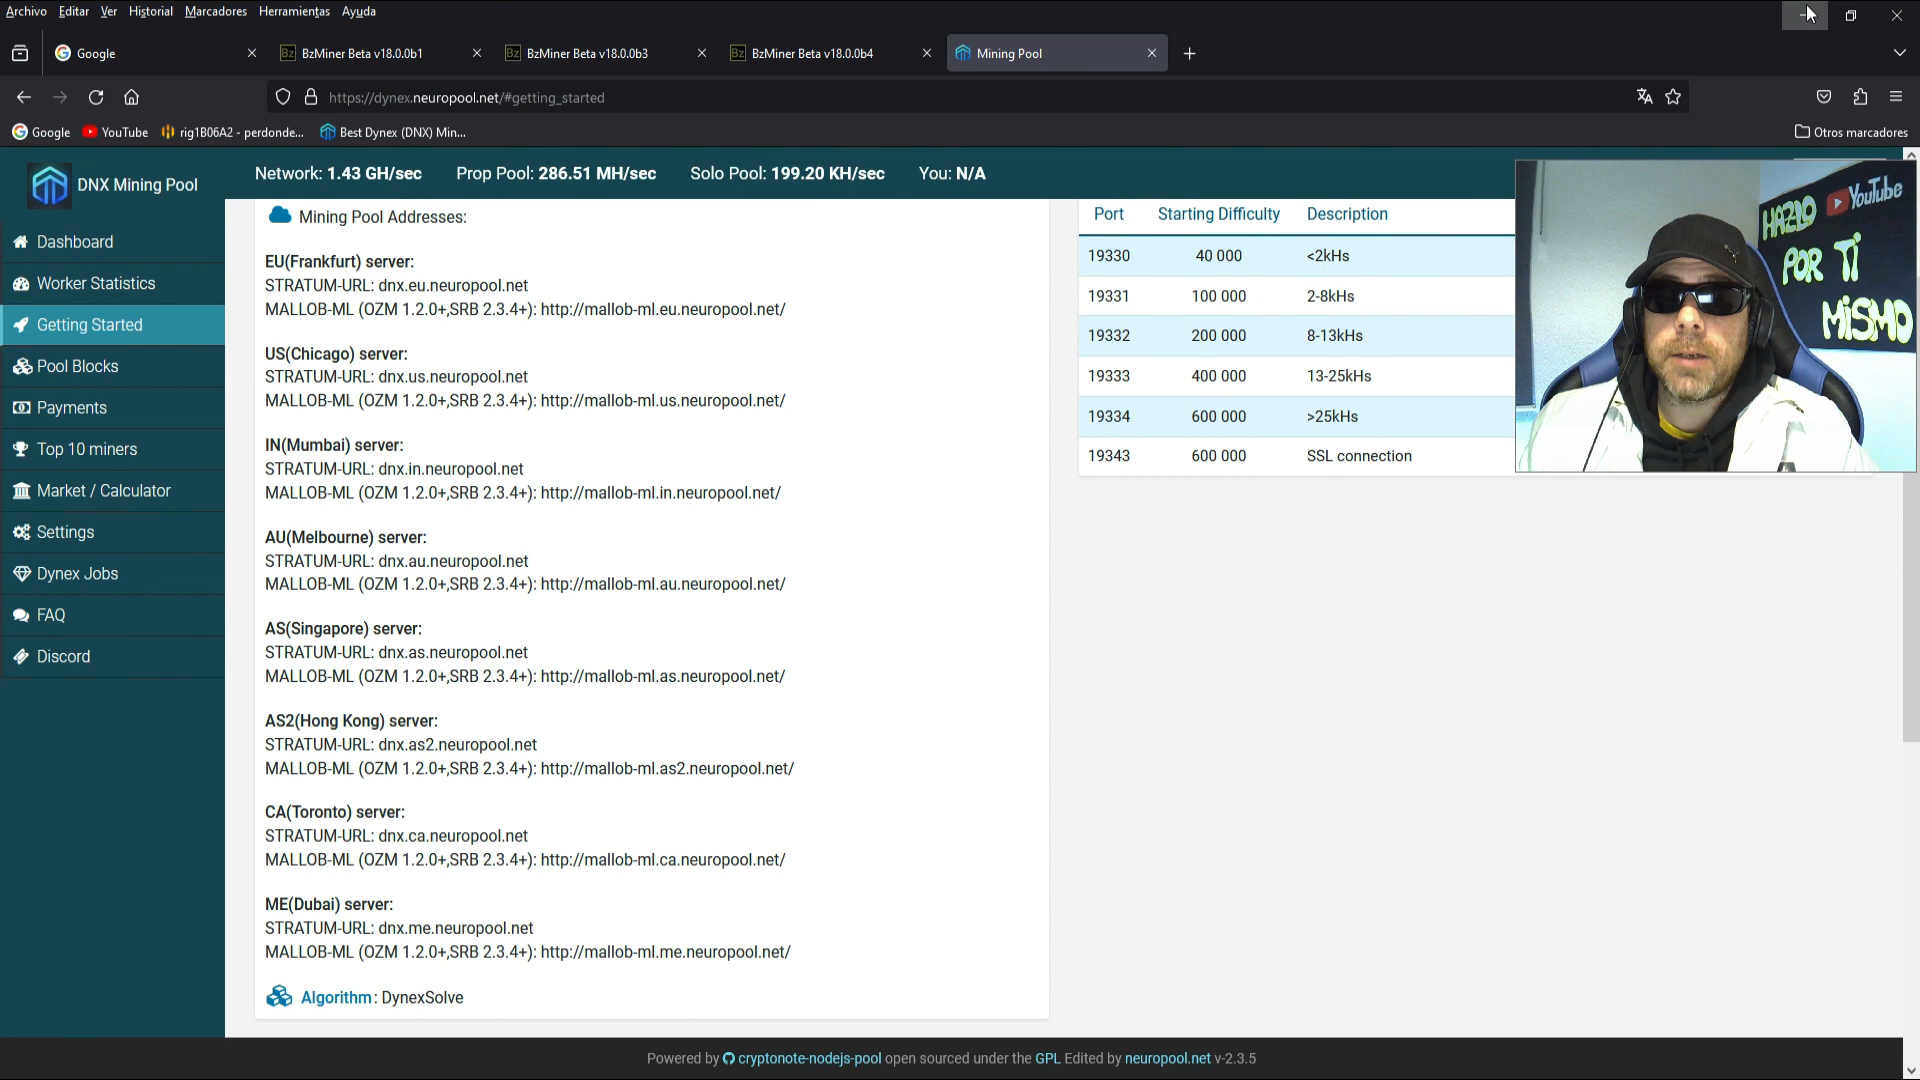 Archivo Editar Ver Historial Marcadores Herramientas Ayuda
Google
BzMiner Beta v18.0.0b1
BzMiner Beta v18.0.0b3
BzMiner Beta v18.0.0b4
Mining Pool
https://dynex.neuropool.net/#getting_started
Google YouTube rig1B06A2 - perdonde... Best Dynex (DNX) Min... Otros marcadores
DNX Mining Pool
Network: 1.43 GH/sec Prop Pool: 286.51 MH/sec Solo Pool: 199.20 KH/sec You: N/A
Dashboard
Worker Statistics
Getting Started
Pool Blocks
Payments
Top 10 miners
Market / Calculator
Settings
Dynex Jobs
FAQ
Discord
Mining Pool Addresses:
EU(Frankfurt) server:
STRATUM-URL: dnx.eu.neuropool.net
MALLOB-ML (OZM 1.2.0+,SRB 2.3.4+): http://mallob-ml.eu.neuropool.net/
US(Chicago) server:
STRATUM-URL: dnx.us.neuropool.net
MALLOB-ML (OZM 1.2.0+,SRB 2.3.4+): http://mallob-ml.us.neuropool.net/
IN(Mumbai) server:
STRATUM-URL: dnx.in.neuropool.net
MALLOB-ML (OZM 1.2.0+,SRB 2.3.4+): http://mallob-ml.in.neuropool.net/
AU(Melbourne) server:
STRATUM-URL: dnx.au.neuropool.net
MALLOB-ML (OZM 1.2.0+,SRB 2.3.4+): http://mallob-ml.au.neuropool.net/
AS(Singapore) server:
STRATUM-URL: dnx.as.neuropool.net
MALLOB-ML (OZM 1.2.0+,SRB 2.3.4+): http://mallob-ml.as.neuropool.net/
AS2(Hong Kong) server:
STRATUM-URL: dnx.as2.neuropool.net
MALLOB-ML (OZM 1.2.0+,SRB 2.3.4+): http://mallob-ml.as2.neuropool.net/
CA(Toronto) server:
STRATUM-URL: dnx.ca.neuropool.net
MALLOB-ML (OZM 1.2.0+,SRB 2.3.4+): http://mallob-ml.ca.neuropool.net/
ME(Dubai) server:
STRATUM-URL: dnx.me.neuropool.net
MALLOB-ML (OZM 1.2.0+,SRB 2.3.4+): http://mallob-ml.me.neuropool.net/
Algorithm: DynexSolve
Port Starting Difficulty Description
19330 40 000 <2kHs
19331 100 000 2-8kHs
19332 200 000 8-13kHs
19333 400 000 13-25kHs
19334 600 000 >25kHs
19343 600 000 SSL connection
YouTube
HAZLO
POR Ti
MiSMO
Powered by cryptonote-nodejs-pool open sourced under the GPL Edited by neuropool.net v-2.3.5